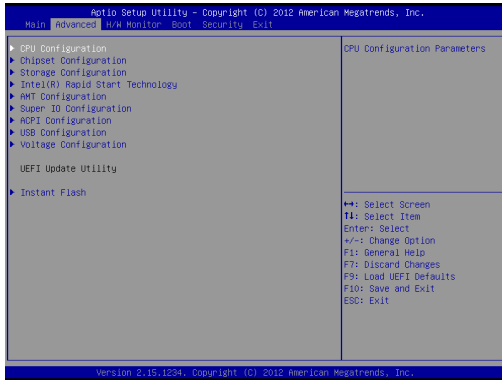 Aptio Setup Utility – Copyright (C) 2012 American Megatrends, Inc.
Main Advanced H/W Monitor Boot Security Exit
CPU Configuration
Chipset Configuration
Storage Configuration
Intel(R) Rapid Start Technology
AMT Configuration
Super IO Configuration
ACPI Configuration
USB Configuration
Voltage Configuration
UEFI Update Utility
Instant Flash
CPU Configuration Parameters
↔: Select Screen
↑↓: Select Item
Enter: Select
+/-: Change Option
F1: General Help
F7: Discard Changes
F9: Load UEFI Defaults
F10: Save and Exit
ESC: Exit
Version 2.15.1234. Copyright (C) 2012 American Megatrends, Inc.